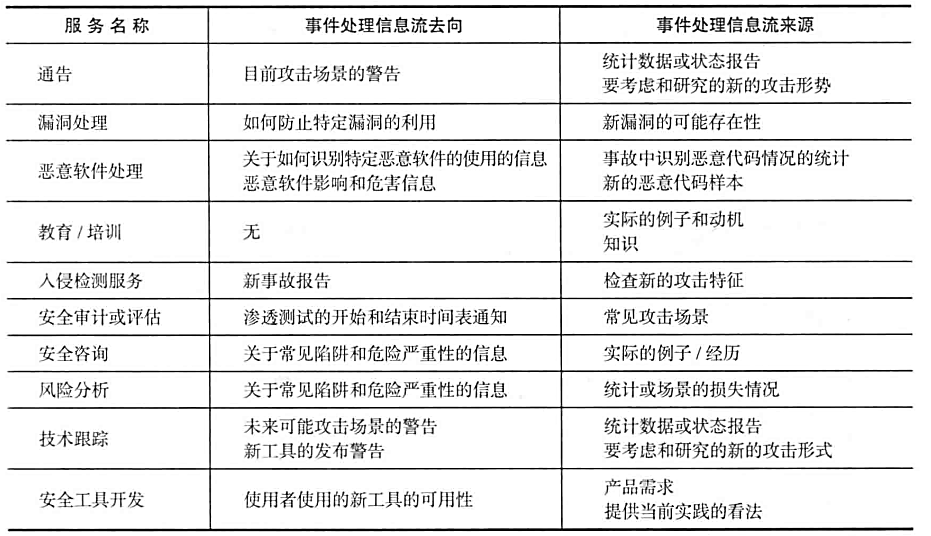 服务名称 事件处理信息流去向 事件处理信息流来源
通告 目前攻击场景的警告 统计数据或状态报告
要考虑和研究的新的攻击形势
漏洞处理 如何防止特定漏洞的利用 新漏洞的可能存在性
恶意软件处理 关于如何识别特定恶意软件的使用的信息 事故中识别恶意代码情况的统计
恶意软件影响和危害信息 新的恶意代码样本
教育/培训 无 实际的例子和动机
知识
入侵检测服务 新事故报告 检查新的攻击特征
安全审计或评估 渗透测试的开始和结束时间表通知 常见攻击场景
安全咨询 关于常见陷阱和危险严重性的信息 实际的例子/经历
风险分析 关于常见陷阱和危险严重性的信息 统计或场景的损失情况
技术跟踪 未来可能攻击场景的警告 统计数据或状态报告
新工具的发布警告 要考虑和研究的新的攻击形式
安全工具开发 使用者使用的新工具的可用性 产品需求
提供当前实践的看法